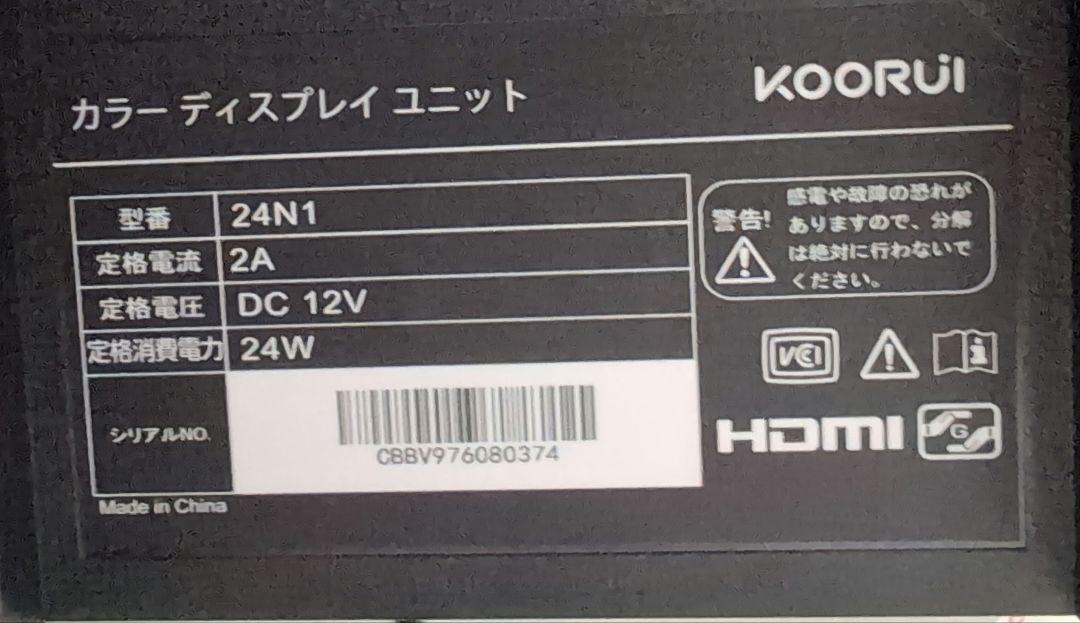 カラー ディスプレイ ユニット
KOORUI
型番 24N1
定格電流 2A
定格電圧 DC 12V
定格消費電力 24W
シリアルNO.
CBBV976080374
Made in China
警告!
感電や故障の恐れが
ありますので、分解
は絶対に行わないで
ください。
VCCI
HDMI
G